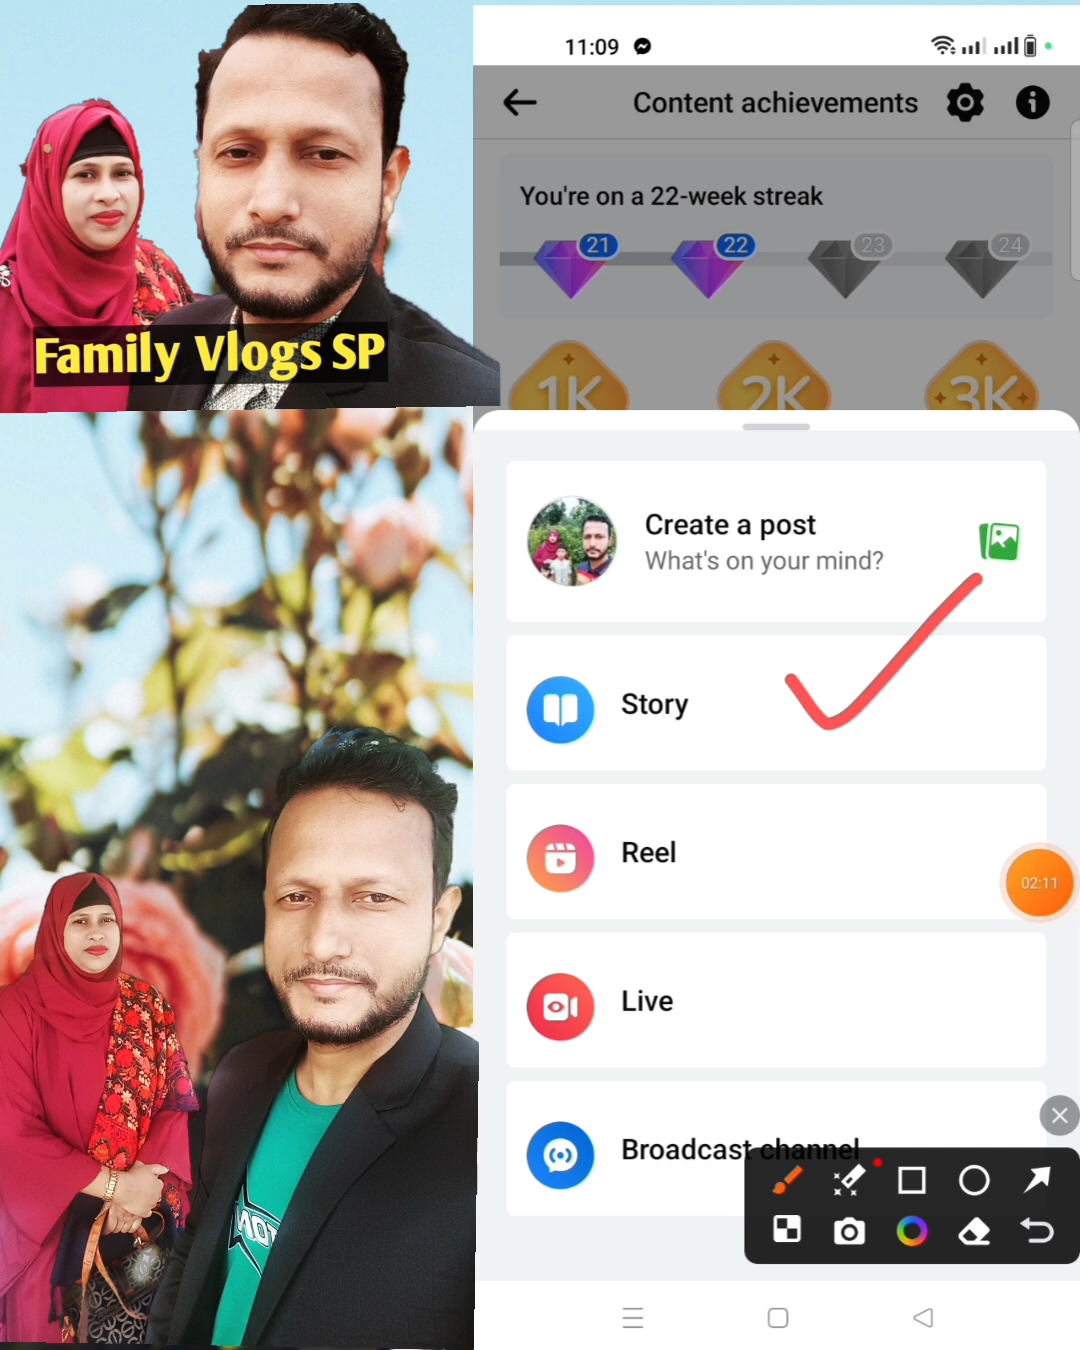 Family Vlogs SP
11:09
Content achievements
You're on a 22-week streak
21
22
23
24
1K
2K
3K
Create a post
What's on your mind?
Story
Reel
02:11
Live
Broadcast channel